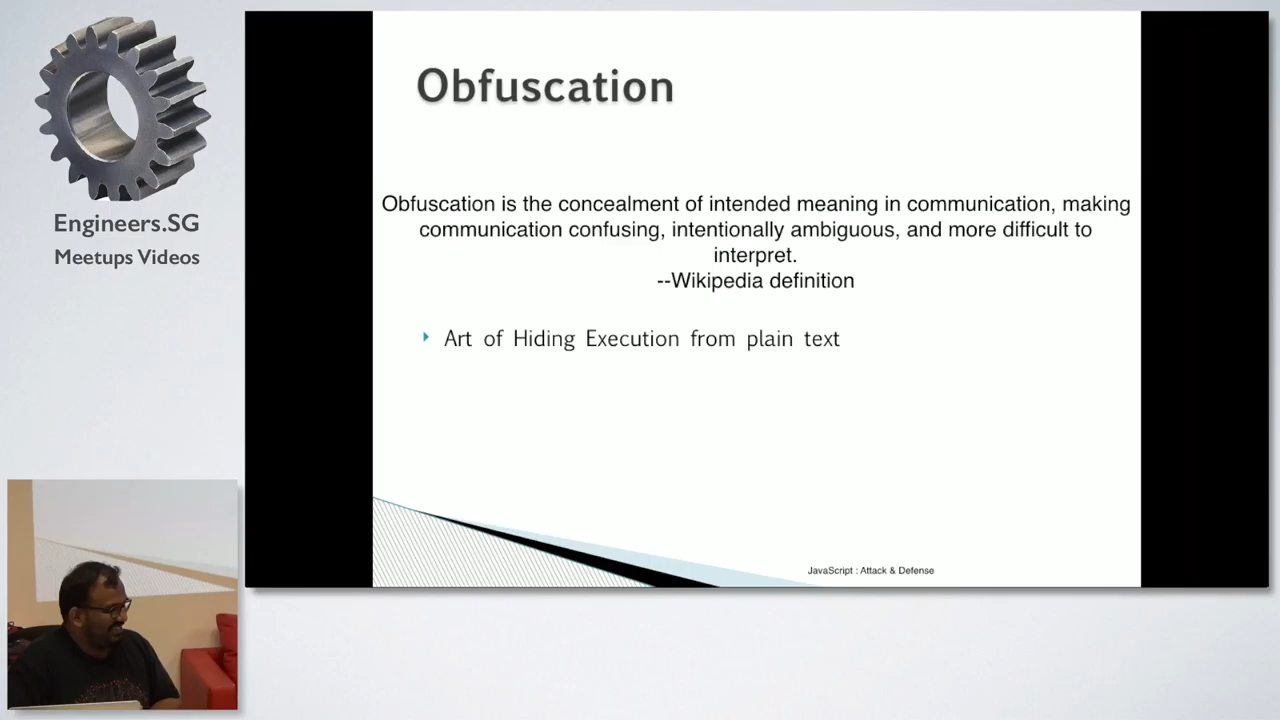 Engineers.SG
Meetups Videos
Obfuscation
Obfuscation is the concealment of intended meaning in communication, making
communication confusing, intentionally ambiguous, and more difficult to
interpret.
--Wikipedia definition
Art of Hiding Execution from plain text
JavaScript : Attack & Defense